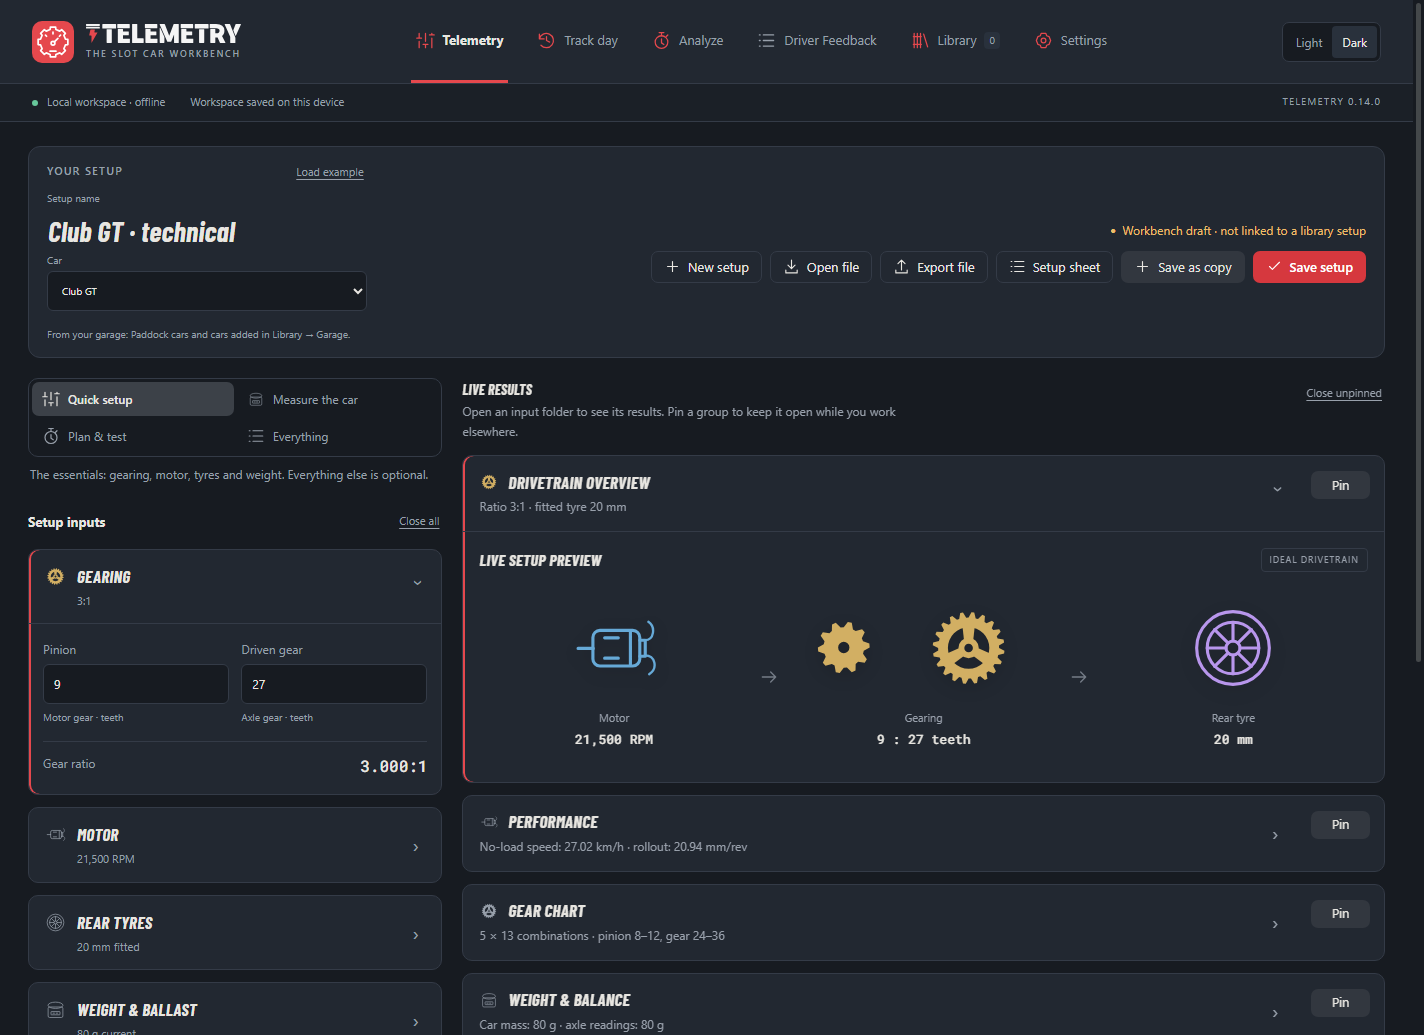 TELEMETRY
THE SLOT CAR WORKBENCH
Telemetry
Track day
Analyze
Driver Feedback
Library 0
Settings
Light Dark
Local workspace · offline
Workspace saved on this device
TELEMETRY 0.14.0
YOUR SETUP
Load example
Setup name
Club GT · technical
Car
Club GT
From your garage: Paddock cars and cars added in Library → Garage.
• Workbench draft · not linked to a library setup
New setup
Open file
Export file
Setup sheet
Save as copy
Save setup
Quick setup
Measure the car
Plan & test
Everything
The essentials: gearing, motor, tyres and weight. Everything else is optional.
Setup inputs
Close all
GEARING
3:1
Pinion
Driven gear
9
27
Motor gear · teeth
Axle gear · teeth
Gear ratio
3.000:1
MOTOR
21,500 RPM
REAR TYRES
20 mm fitted
WEIGHT & BALLAST
80 g current
LIVE RESULTS
Open an input folder to see its results. Pin a group to keep it open while you work
elsewhere.
Close unpinned
DRIVETRAIN OVERVIEW
Ratio 3:1 · fitted tyre 20 mm
Pin
LIVE SETUP PREVIEW
IDEAL DRIVETRAIN
→
→
Motor
21,500 RPM
Gearing
9 : 27 teeth
Rear tyre
20 mm
PERFORMANCE
No-load speed: 27.02 km/h · rollout: 20.94 mm/rev
Pin
GEAR CHART
5 × 13 combinations · pinion 8–12, gear 24–36
Pin
WEIGHT & BALANCE
Car mass: 80 g · axle readings: 80 g
Pin